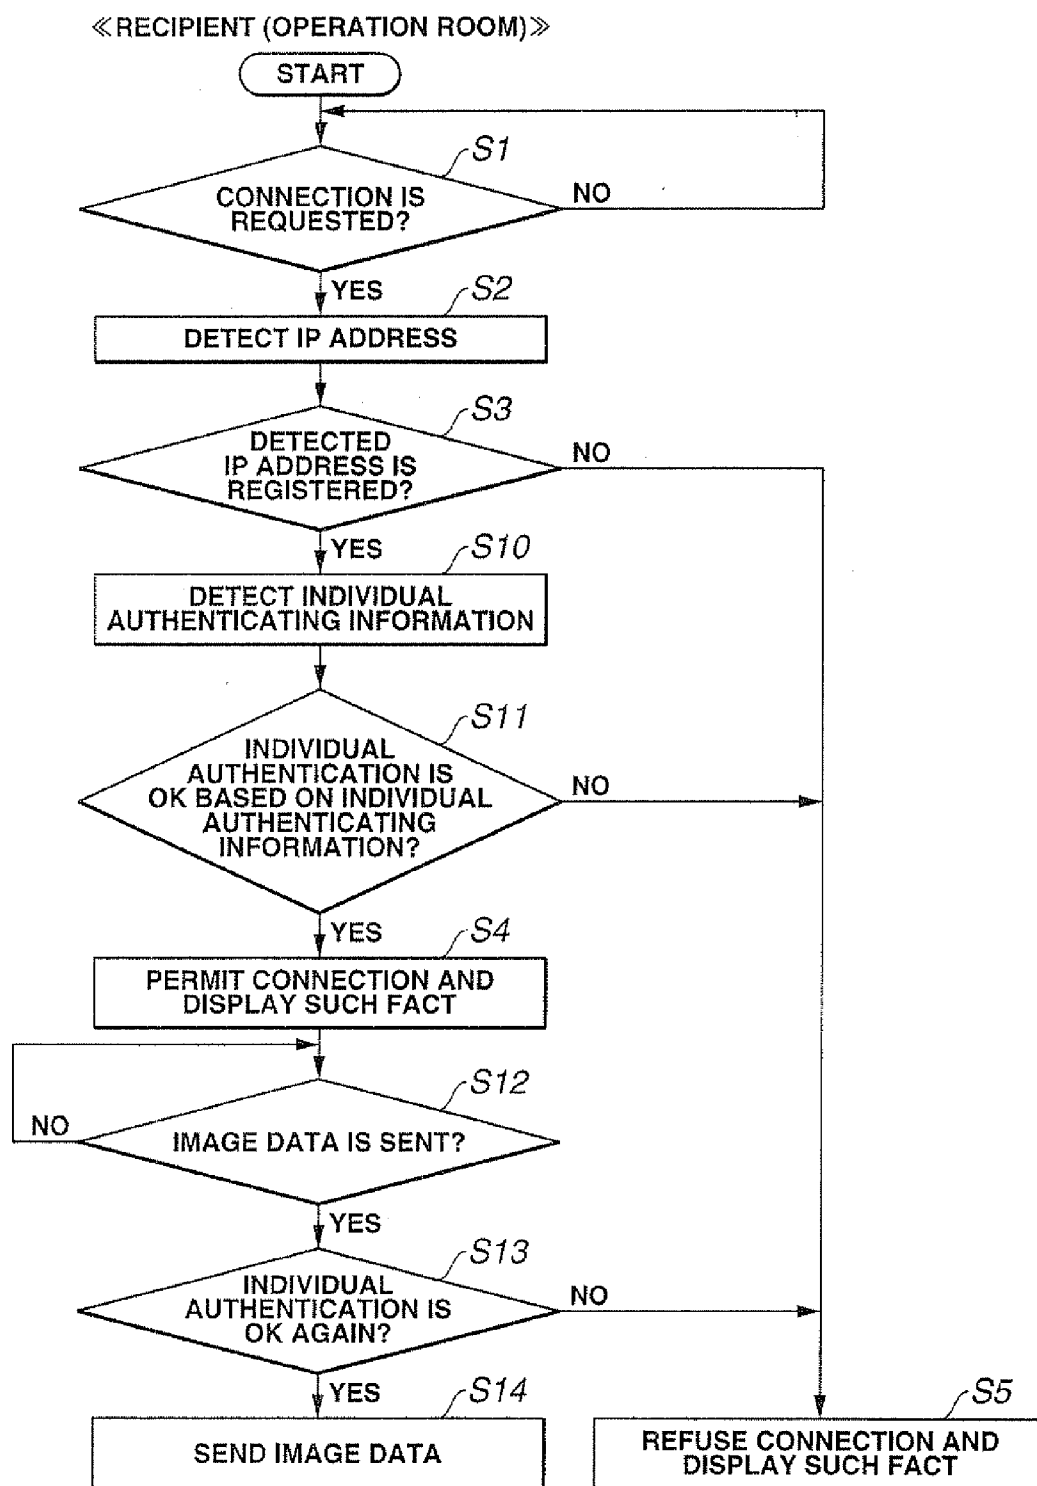 ≪RECIPIENT (OPERATION ROOM)≫
START
S1
CONNECTION IS
REQUESTED?
NO
YES
S2
DETECT IP ADDRESS
S3
DETECTED
IP ADDRESS IS
REGISTERED?
NO
YES
S10
DETECT INDIVIDUAL
AUTHENTICATING INFORMATION
S11
INDIVIDUAL
AUTHENTICATION IS
OK BASED ON INDIVIDUAL
AUTHENTICATING
INFORMATION?
NO
YES
S4
PERMIT CONNECTION AND
DISPLAY SUCH FACT
S12
NO
IMAGE DATA IS SENT?
YES
S13
INDIVIDUAL
AUTHENTICATION IS
OK AGAIN?
NO
YES
S14
SEND IMAGE DATA
S5
REFUSE CONNECTION AND
DISPLAY SUCH FACT